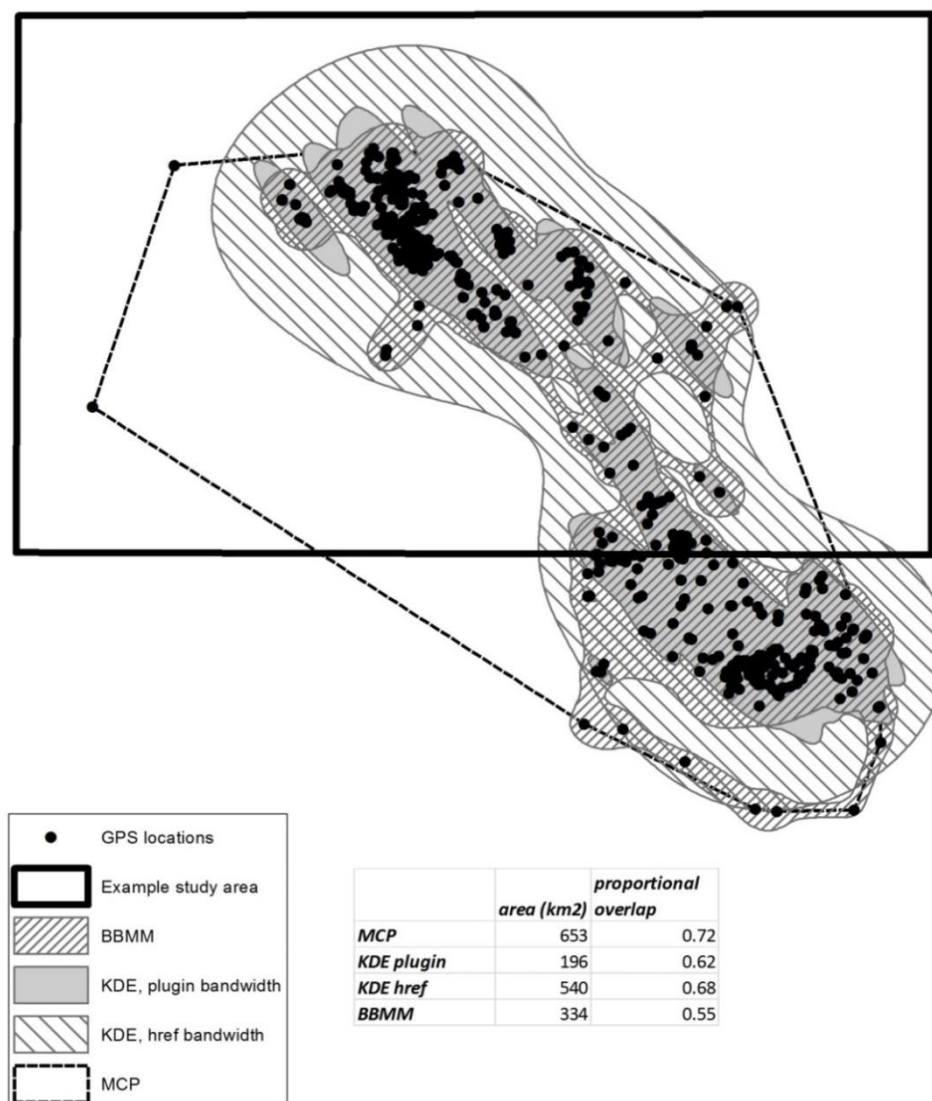 GPS locations
Example study area
BBMM
KDE, plugin bandwidth
KDE, href bandwidth
MCP
proportional
area (km2) overlap
MCP 653 0.72
KDE plugin 196 0.62
KDE href 540 0.68
BBMM 334 0.55